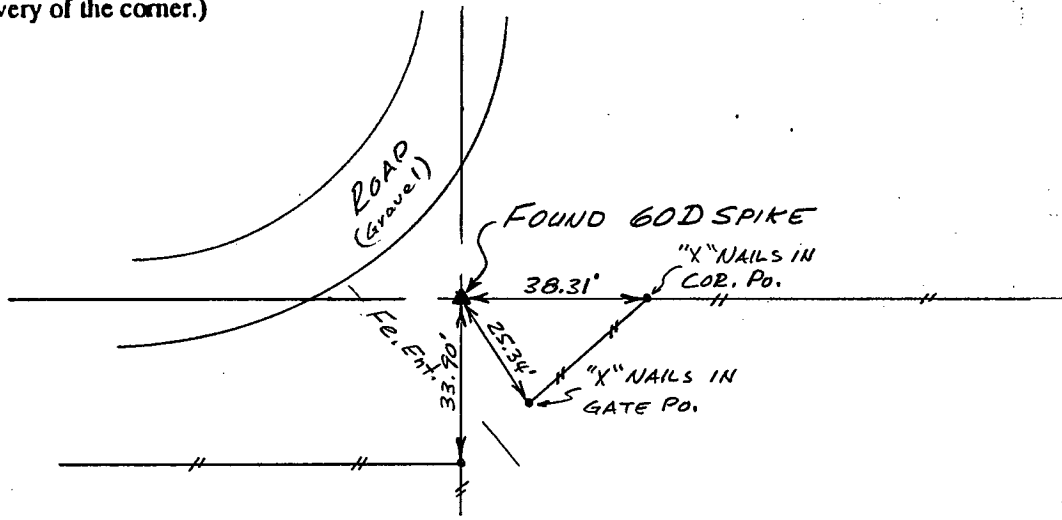 very of the corner.)
ROAD
(Gravel)
FOUND 60D SPIKE
"X" NAILS IN
COR. PO.
38.31'
Fe. Ent.
33.90'
25.34'
"X" NAILS IN
GATE PO.